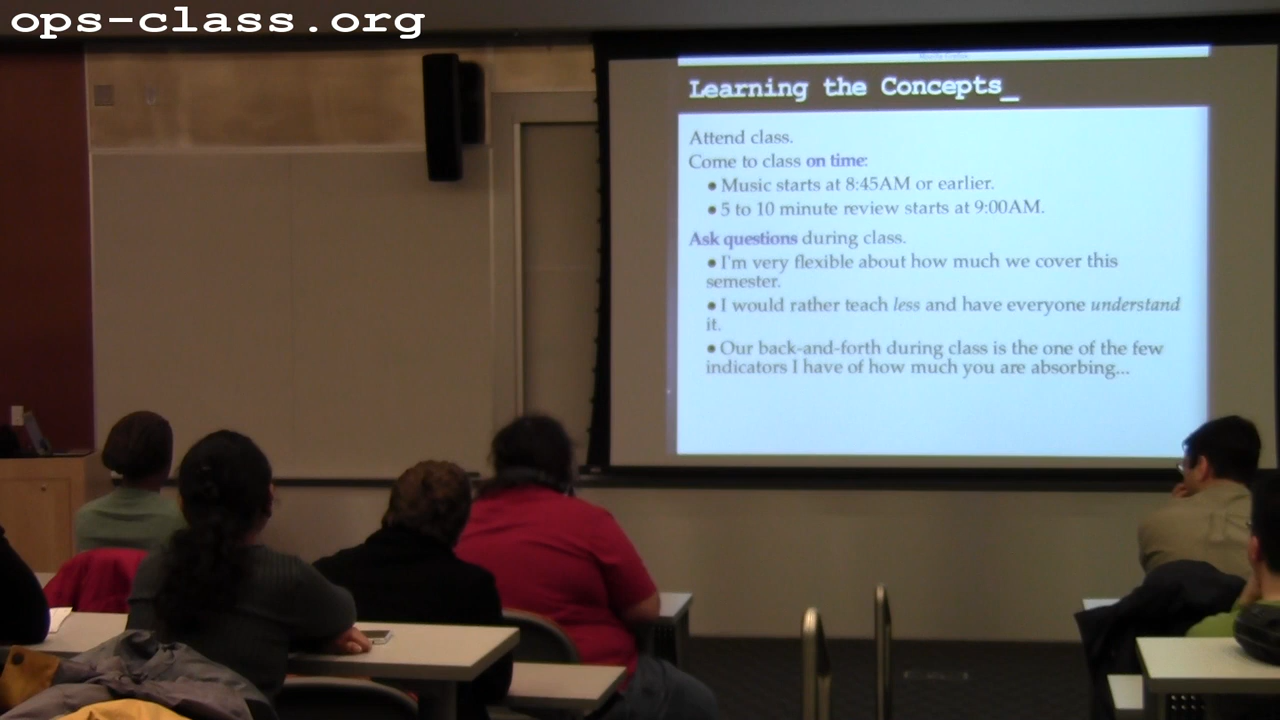 ops-class.org
Learning the Concepts_
Attend class.
Come to class on time:
• Music starts at 8:45AM or earlier.
• 5 to 10 minute review starts at 9:00AM.
Ask questions during class.
• I'm very flexible about how much we cover this
semester.
• I would rather teach less and have everyone understand
it.
• Our back-and-forth during class is the one of the few
indicators I have of how much you are absorbing...